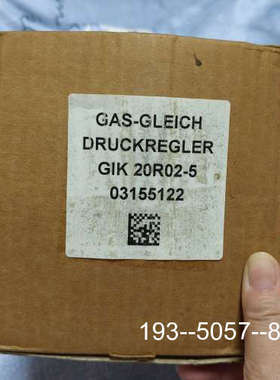 GAS-GLEICH
DRUCKREGLER
GIK 20R02-5
03155122
193--5057--8